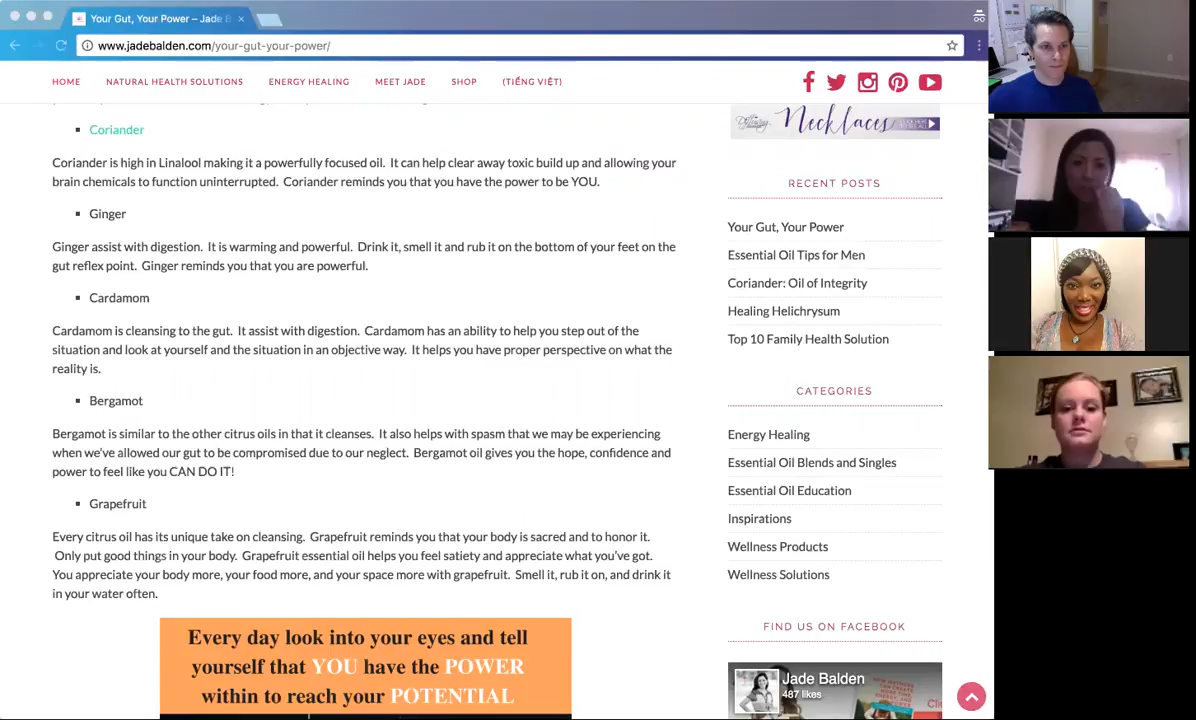 Your Gut, Your Power – Jade B
www.jadebalden.com/your-gut-your-power/
HOME NATURAL HEALTH SOLUTIONS ENERGY HEALING MEET JADE SHOP (TIẾNG VIỆT)
Coriander
Coriander is high in Linalool making it a powerfully focused oil.  It can help clear away toxic build up and allowing your
brain chemicals to function uninterrupted.  Coriander reminds you that you have the power to be YOU.
Ginger
Ginger assist with digestion.  It is warming and powerful.  Drink it, smell it and rub it on the bottom of your feet on the
gut reflex point.  Ginger reminds you that you are powerful.
Cardamom
Cardamom is cleansing to the gut.  It assist with digestion.  Cardamom has an ability to help you step out of the
situation and look at yourself and the situation in an objective way.  It helps you have proper perspective on what the
reality is.
Bergamot
Bergamot is similar to the other citrus oils in that it cleanses.  It also helps with spasm that we may be experiencing
when we've allowed our gut to be compromised due to our neglect.  Bergamot oil gives you the hope, confidence and
power to feel like you CAN DO IT!
Grapefruit
Every citrus oil has its unique take on cleansing.  Grapefruit reminds you that your body is sacred and to honor it.
Only put good things in your body.  Grapefruit essential oil helps you feel satiety and appreciate what you've got.
You appreciate your body more, your food more, and your space more with grapefruit.  Smell it, rub it on, and drink it
in your water often.
Every day look into your eyes and tell
yourself that YOU have the POWER
within to reach your POTENTIAL
Necklaces
RECENT POSTS
Your Gut, Your Power
Essential Oil Tips for Men
Coriander: Oil of Integrity
Healing Helichrysum
Top 10 Family Health Solution
CATEGORIES
Energy Healing
Essential Oil Blends and Singles
Essential Oil Education
Inspirations
Wellness Products
Wellness Solutions
FIND US ON FACEBOOK
Jade Balden
487 likes